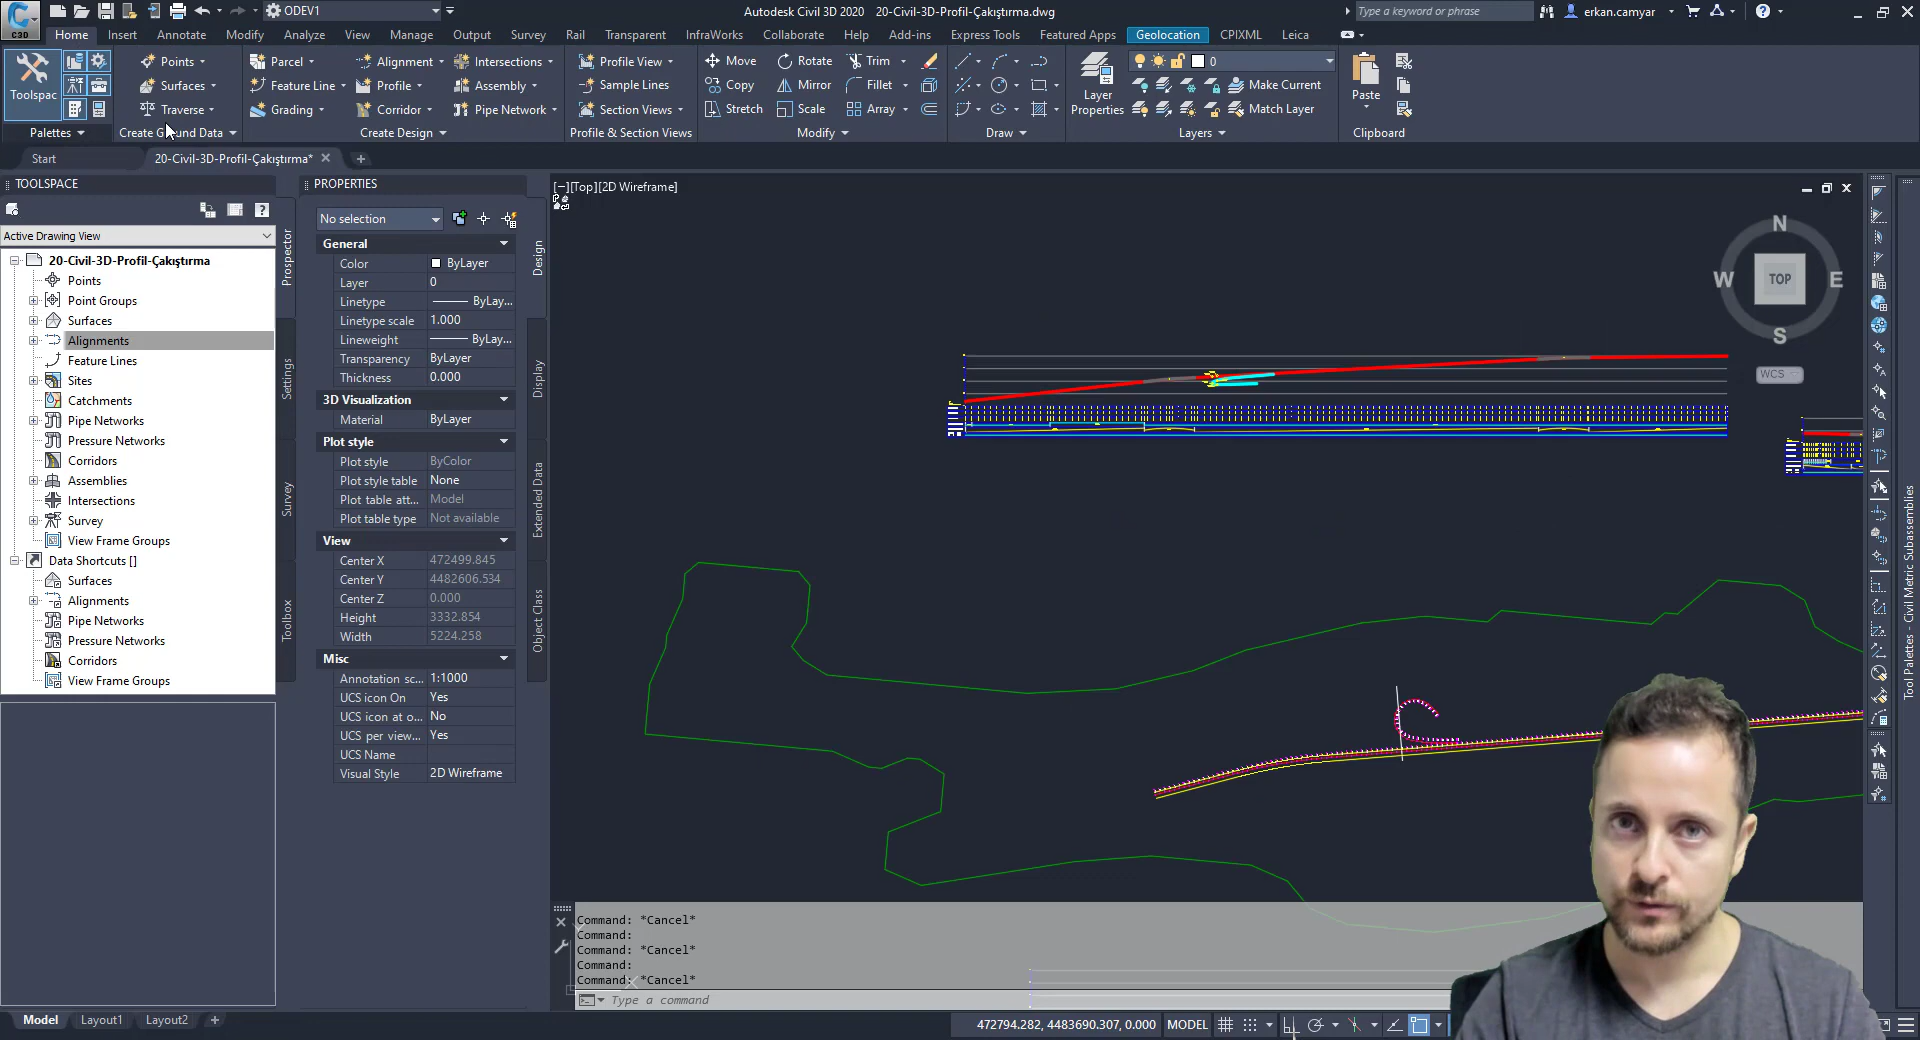 C3D
ODEV1
Autodesk Civil 3D 2020 20-Civil-3D-Profil-Çakıştırma.dwg
Type a keyword or phrase
erkan.camyar
Home Insert Annotate Modify Analyze View Manage Output Survey Rail Transparent InfraWorks Collaborate Help Add-ins Express Tools Featured Apps Geolocation CPIXML Leica
Toolspac
Palettes
Points
Surfaces
Traverse
Create Ground Data
Parcel
Feature Line
Grading
Alignment
Profile
Corridor
Intersections
Assembly
Pipe Network
Create Design
Profile View
Sample Lines
Section Views
Profile & Section Views
Move
Copy
Stretch
Rotate
Mirror
Scale
Trim
Fillet
Array
Modify
Draw
Layer
Properties
0
Make Current
Match Layer
Layers
Paste
Clipboard
Start
20-Civil-3D-Profil-Çakıştırma*
TOOLSPACE
Active Drawing View
20-Civil-3D-Profil-Çakıştırma
Points
Point Groups
Surfaces
Alignments
Feature Lines
Sites
Catchments
Pipe Networks
Pressure Networks
Corridors
Assemblies
Intersections
Survey
View Frame Groups
Data Shortcuts []
Surfaces
Alignments
Pipe Networks
Pressure Networks
Corridors
View Frame Groups
Prospector
Settings
Survey
Toolbox
PROPERTIES
No selection
General
Color ByLayer
Layer 0
Linetype ByLay...
Linetype scale 1.000
Lineweight ByLay...
Transparency ByLayer
Thickness 0.000
3D Visualization
Material ByLayer
Plot style
Plot style ByColor
Plot style table None
Plot table att... Model
Plot table type Not available
View
Center X 472499.845
Center Y 4482606.534
Center Z 0.000
Height 3332.854
Width 5224.258
Misc
Annotation sc... 1:1000
UCS icon On Yes
UCS icon at o... No
UCS per view... Yes
UCS Name
Visual Style 2D Wireframe
Design
Display
Extended Data
Object Class
[−][Top][2D Wireframe]
N
W TOP E
S
WCS
Tool Palettes - Civil Metric Subassemblies
Command: *Cancel*
Command:
Command: *Cancel*
Command:
Command: *Cancel*
Type a command
Model Layout1 Layout2
472794.282, 4483690.307, 0.000 MODEL